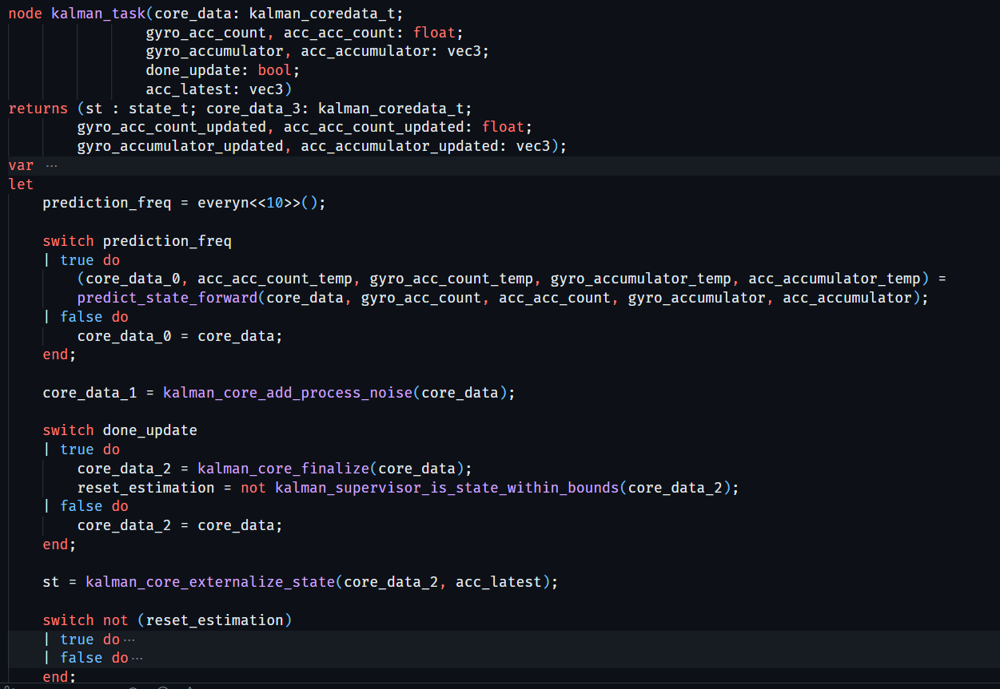 node kalman_task(core_data: kalman_coredata_t;
                gyro_acc_count, acc_acc_count: float;
                gyro_accumulator, acc_accumulator: vec3;
                done_update: bool;
                acc_latest: vec3)
returns (st : state_t; core_data_3: kalman_coredata_t;
        gyro_acc_count_updated, acc_acc_count_updated: float;
        gyro_accumulator_updated, acc_accumulator_updated: vec3);
var ...
let
    prediction_freq = everyn<<10>>();

    switch prediction_freq
    | true do
        (core_data_0, acc_acc_count_temp, gyro_acc_count_temp, gyro_accumulator_temp, acc_accumulator_temp) =
        predict_state_forward(core_data, gyro_acc_count, acc_acc_count, gyro_accumulator, acc_accumulator);
    | false do
        core_data_0 = core_data;
    end;

    core_data_1 = kalman_core_add_process_noise(core_data);

    switch done_update
    | true do
        core_data_2 = kalman_core_finalize(core_data);
        reset_estimation = not kalman_supervisor_is_state_within_bounds(core_data_2);
    | false do
        core_data_2 = core_data;
    end;

    st = kalman_core_externalize_state(core_data_2, acc_latest);

    switch not (reset_estimation)
    | true do ...
    | false do ...
    end;